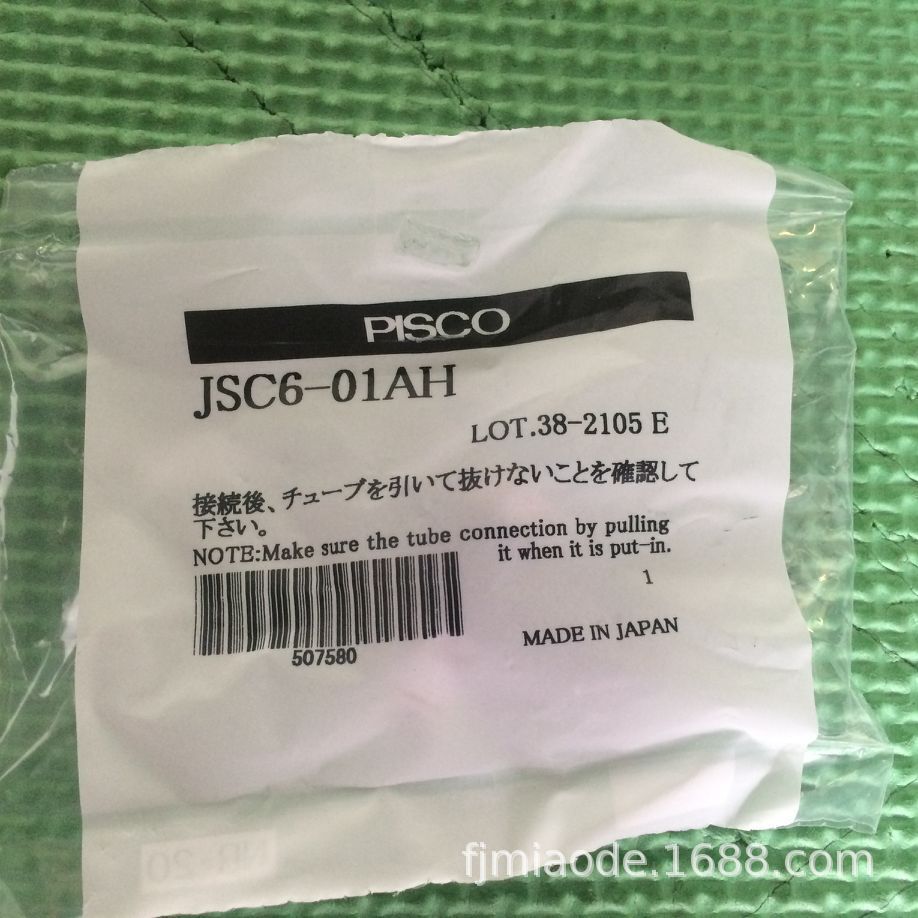 PISCO
JSC6-01AH
LOT.38-2105 E
接続後、チューブを引いて抜けないことを確認して
下さい。
NOTE:Make sure the tube connection by pulling
it when it is put-in.
1
507580
MADE IN JAPAN
fjmiaode.1688.com